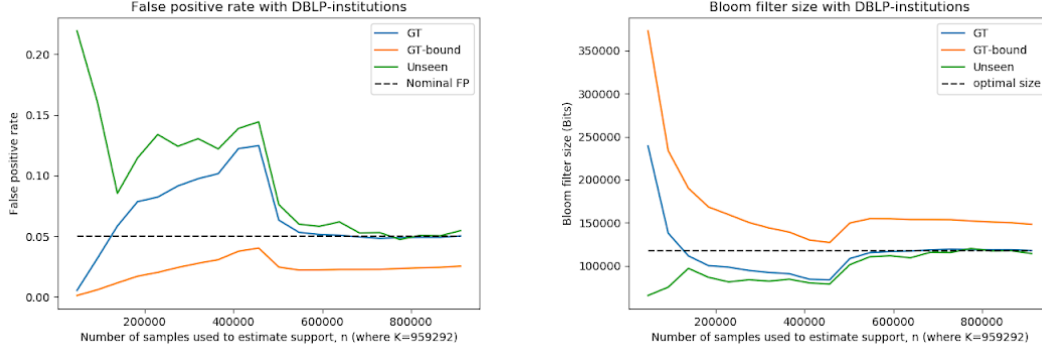 False positive rate with DBLP-institutions
GT
GT-bound
Unseen
Nominal FP
0.20
0.15
0.10
0.05
0.00
False positive rate
200000 400000 600000 800000
Number of samples used to estimate support, n (where K=959292)
Bloom filter size with DBLP-institutions
GT
GT-bound
Unseen
optimal size
350000
300000
250000
200000
150000
100000
Bloom filter size (Bits)
200000 400000 600000 800000
Number of samples used to estimate support, n (where K=959292)